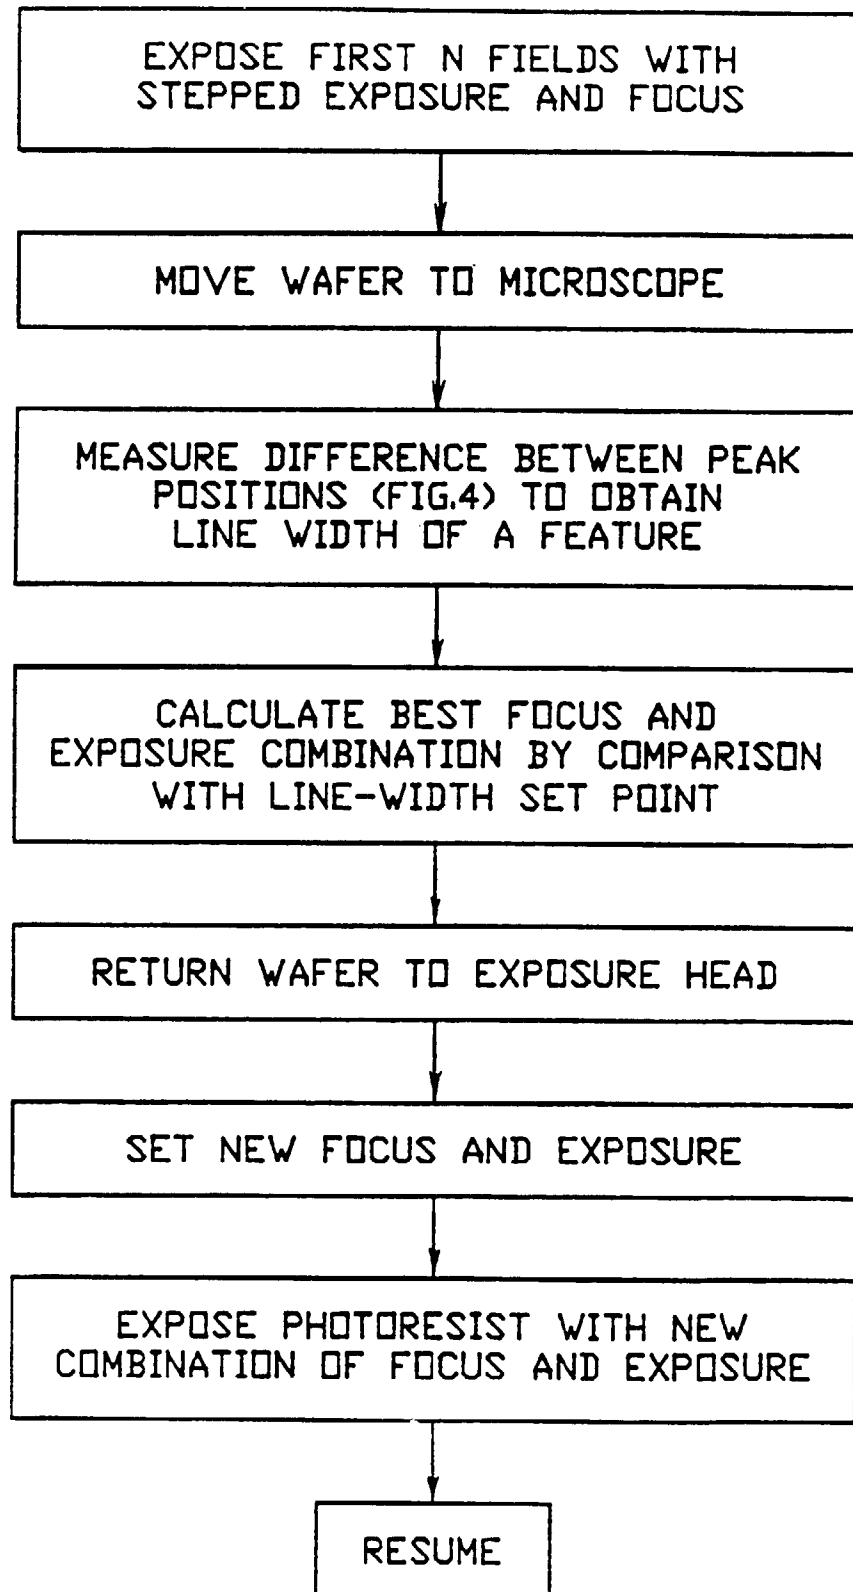 EXPOSE FIRST N FIELDS WITH
STEPPED EXPOSURE AND FOCUS
MOVE WAFER TO MICROSCOPE
MEASURE DIFFERENCE BETWEEN PEAK
POSITIONS (FIG.4) TO OBTAIN
LINE WIDTH OF A FEATURE
CALCULATE BEST FOCUS AND
EXPOSURE COMBINATION BY COMPARISON
WITH LINE-WIDTH SET POINT
RETURN WAFER TO EXPOSURE HEAD
SET NEW FOCUS AND EXPOSURE
EXPOSE PHOTORESIST WITH NEW
COMBINATION OF FOCUS AND EXPOSURE
RESUME